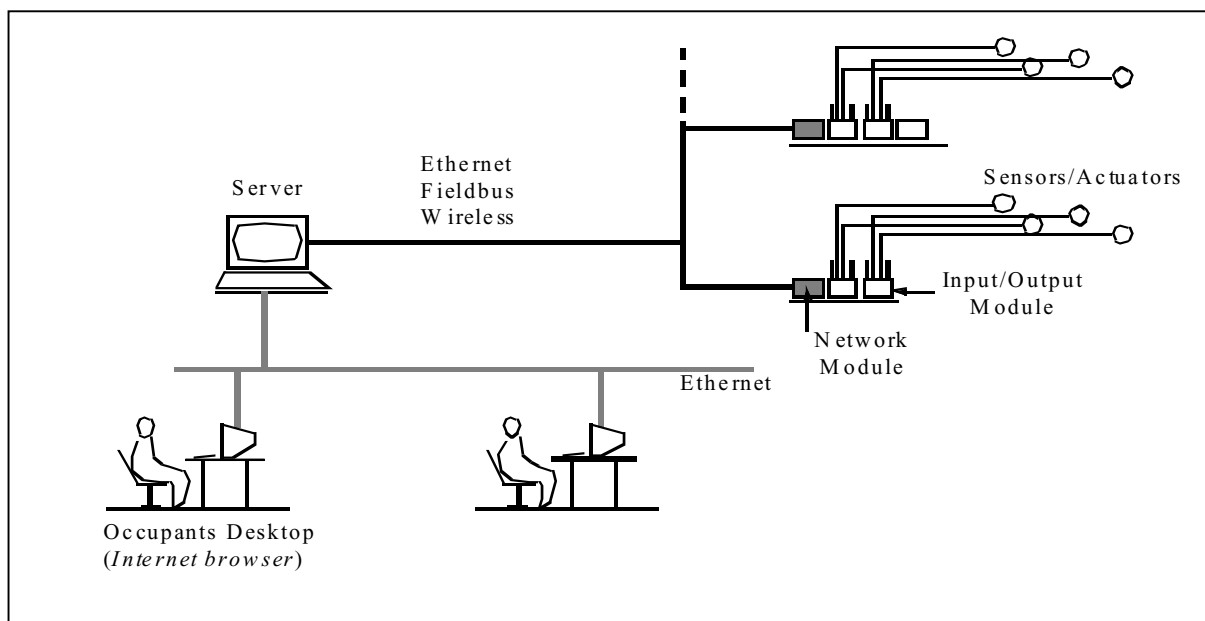 Server
Ethernet
Fieldbus
Wireless
Sensors/Actuators
Input/Output
Module
Network
Module
Ethernet
Occupants Desktop
(Internet browser)